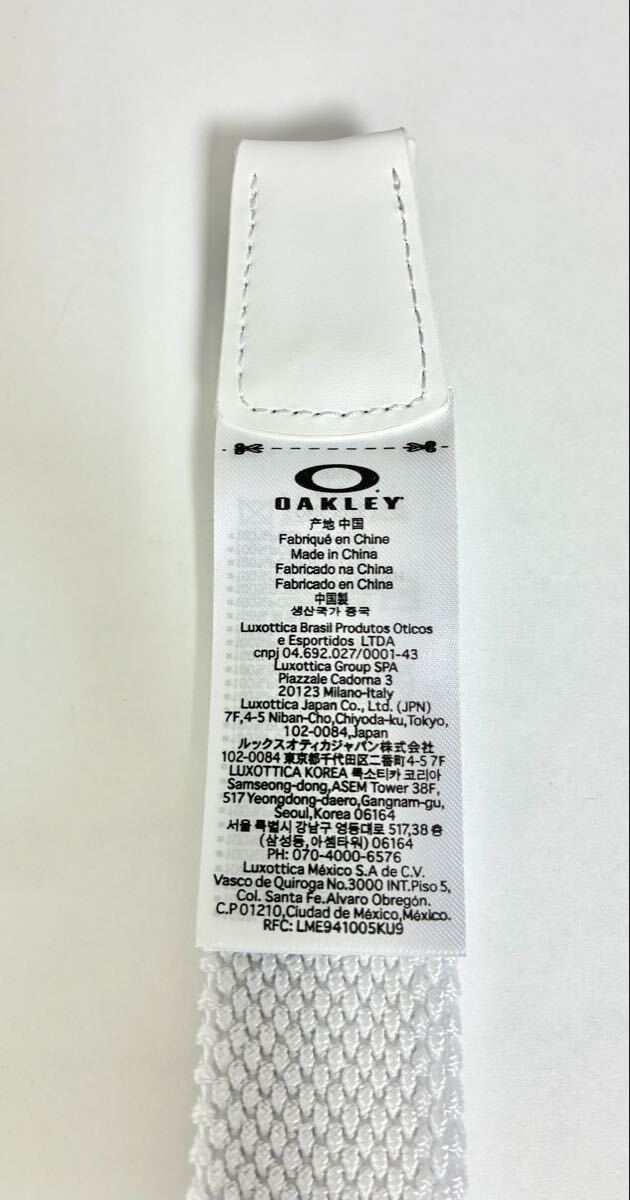 OAKLEY
产地 中国
Fabriqué en Chine
Made in China
Fabricado na China
Fabricado en China
中国製
생산국가 중국
Luxottica Brasil Produtos Oticos
e Esportidos LTDA
cnpj 04.692.027/0001-43
Luxottica Group SPA
Piazzale Cadorna 3
20123 Milano-Italy
Luxottica Japan Co., Ltd. (JPN)
7F,4-5 Niban-Cho,Chiyoda-ku,Tokyo,
102-0084,Japan
ルックスオティカジャパン株式会社
102-0084 東京都千代田区二番町4-5 7F
LUXOTTICA KOREA 룩소티카 코리아
Samseong-dong,ASEM Tower 38F,
517 Yeongdong-daero,Gangnam-gu,
Seoul,Korea 06164
서울 특별시 강남구 영동대로 517,38 층
(삼성동, 아셈타워) 06164
PH: 070-4000-6576
Luxottica México S.A de C.V.
Vasco de Quiroga No.3000 INT.Piso 5,
Col. Santa Fe.Alvaro Obregón.
C.P 01210,Ciudad de México,México.
RFC: LME941005KU9